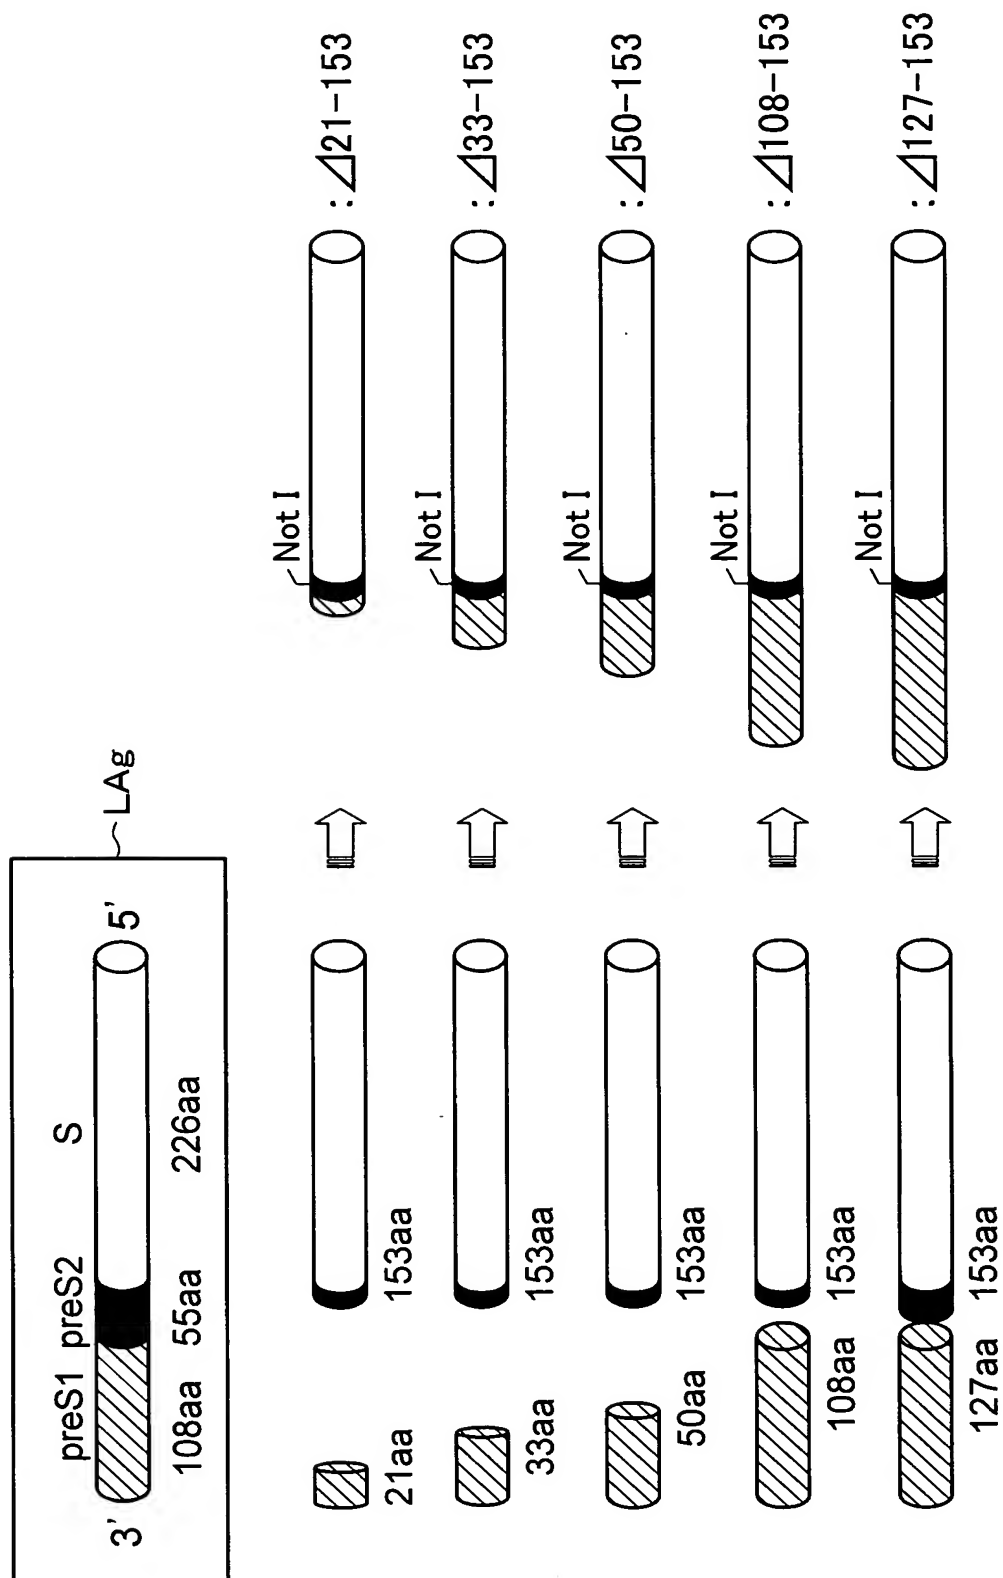 LAg
preS1 preS2 S
3' 5'
108aa 55aa 226aa
21aa 153aa
Not I
:⊿21-153
33aa 153aa
Not I
:⊿33-153
50aa 153aa
Not I
:⊿50-153
108aa 153aa
Not I
:⊿108-153
127aa 153aa
Not I
:⊿127-153